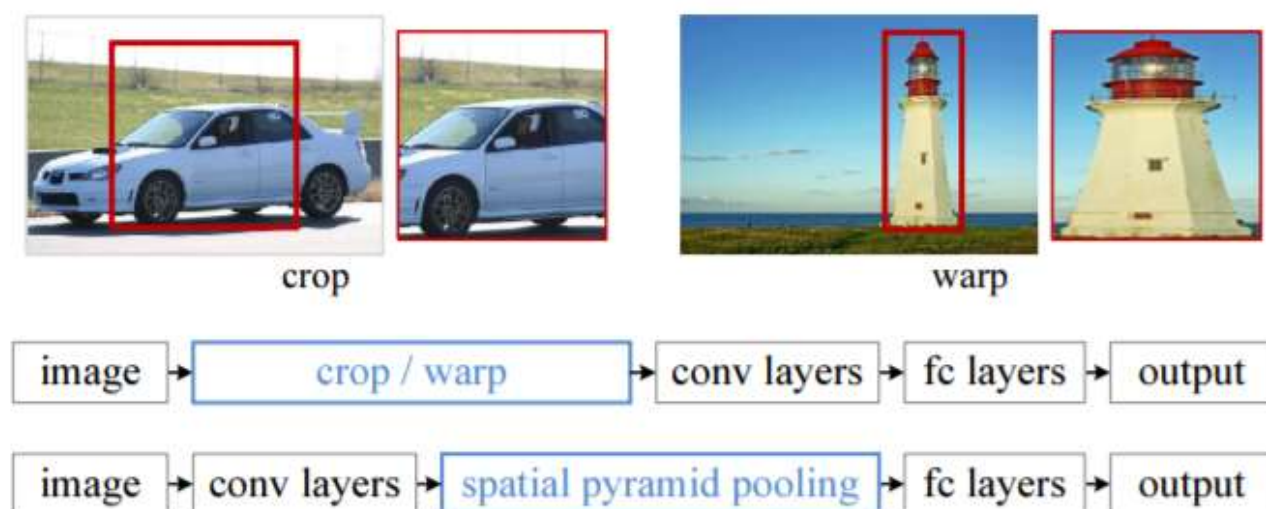 crop
warp
image crop / warp conv layers fc layers output
image conv layers spatial pyramid pooling fc layers output